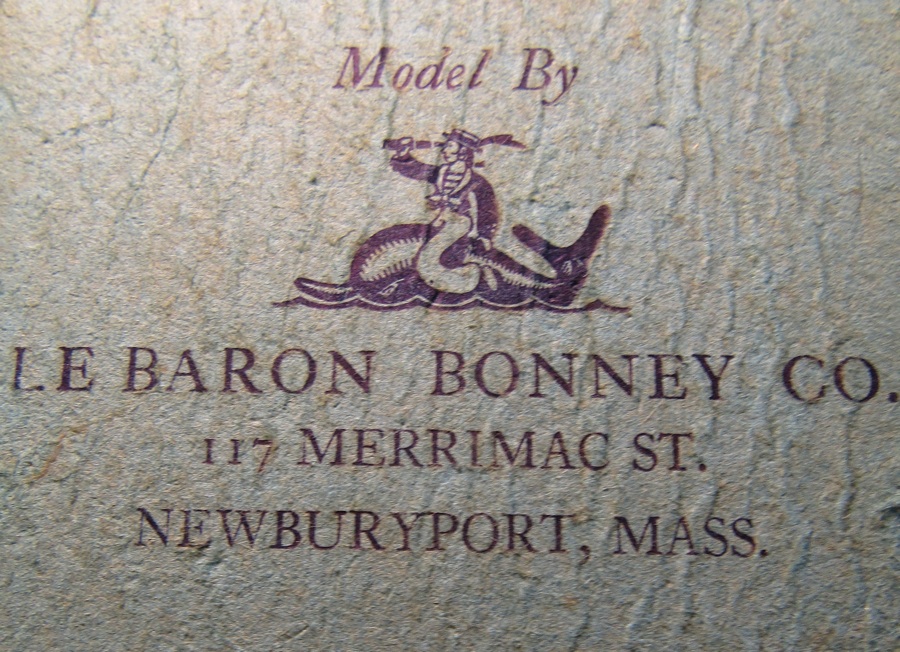 Model By
LE BARON BONNEY CO.
117 MERRIMAC ST.
NEWBURYPORT, MASS.